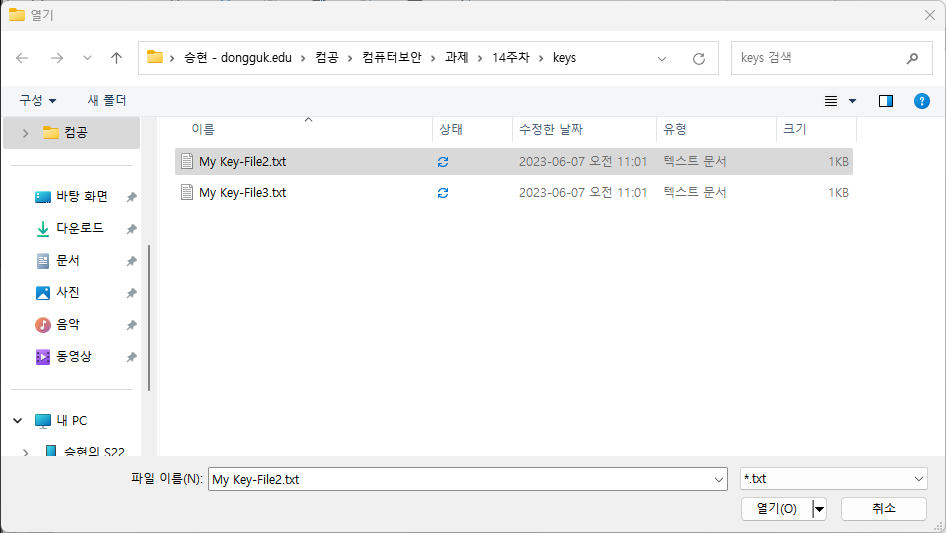 열기
승현 - dongguk.edu > 컴공 > 컴퓨터보안 > 과제 > 14주차 > keys
keys 검색
구성 새 폴더
컴공
바탕 화면
다운로드
문서
사진
음악
동영상
내 PC
승현의 S22
이름 상태 수정한 날짜 유형 크기
My Key-File2.txt 2023-06-07 오전 11:01 텍스트 문서 1KB
My Key-File3.txt 2023-06-07 오전 11:01 텍스트 문서 1KB
파일 이름(N): My Key-File2.txt *.txt
열기(O) 취소